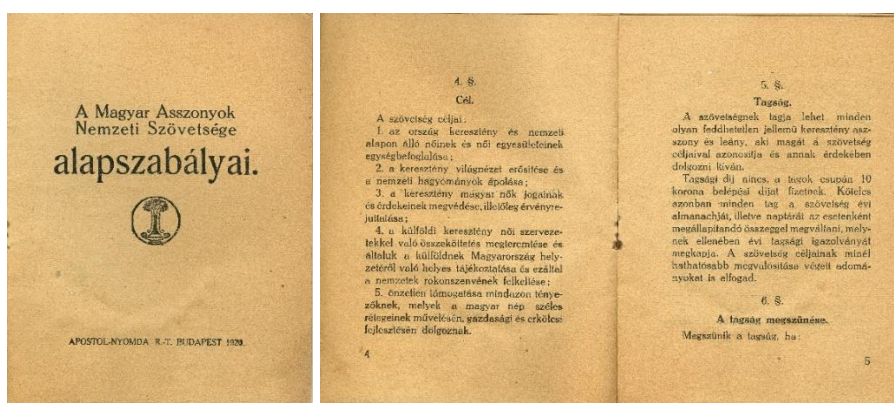 A Magyar Asszonyok
Nemzeti Szövetsége
alapszabályai.
APOSTOL-NYOMDA R.-T. BUDAPEST 1920.
4. §.
Cél.
A szövetség céljai:
1. az ország keresztény és nemzeti
alapon álló nőinek és női egyesületeinek
egységbefoglalása;
2. a keresztény világnézet erősítése és
a nemzeti hagyományok ápolása;
3. a keresztény magyar nők jogainak
és érdekeinek megvédése, illetőleg érvényre-
juttatása;
4. a külföldi keresztény női szerveze-
tekkel való összeköttetés megteremtése és
általuk a külföldnek Magyarország hely-
zetéről való helyes tájékoztatása és ezáltal
a nemzetek rokonszenvének felkeltése;
5. önzetlen támogatása mindazon ténye-
zőknek, melyek a magyar nép széles
rétegeinek művelésén, gazdasági és erkölcsi
fejlesztésén dolgoznak.
4
5. §.
Tagság.
A szövetségnek tagja lehet minden
olyan feddhetetlen jellemű keresztény asz-
szony és leány, aki magát a szövetség
céljaival azonosítja és annak érdekében
dolgozni kíván.
Tagsági díj nincs, a tagok csupán 10
korona belépési díjat fizetnek. Köteles
azonban minden tag a szövetség évi
almanachját, illetve naptárát az esetenként
megállapítandó összeggel megváltani, mely-
nek ellenében évi tagsági igazolványát
megkapja. A szövetség céljainak minél
hathatósabb megvalósítása végett adomá-
nyokat is elfogad.
6. §.
A tagság megszűnése.
Megszűnik a tagság, ha:
5